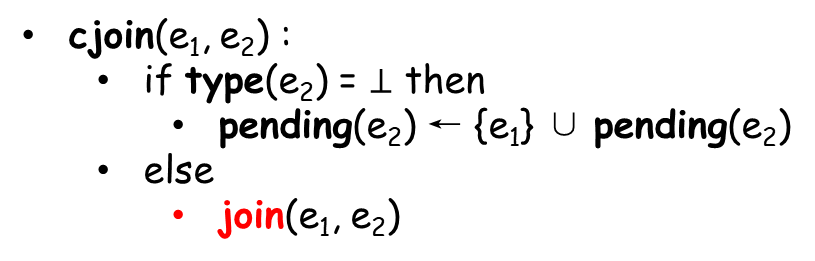 • cjoin(e₁, e₂) :
• if type(e₂) = ⊥ then
• pending(e₂) ← {e₁} ∪ pending(e₂)
• else
• join(e₁, e₂)